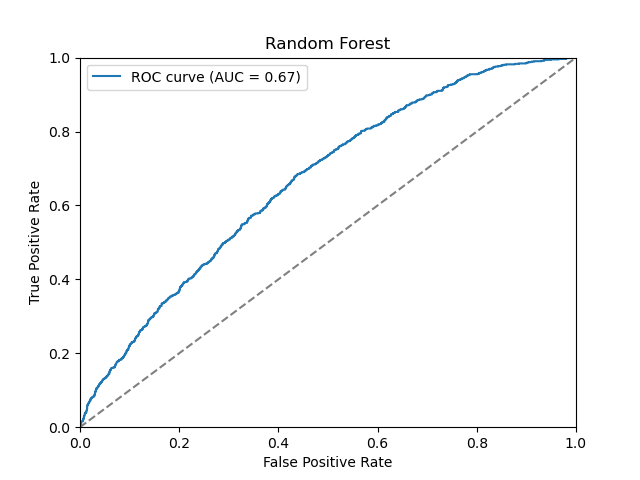 Random Forest
ROC curve (AUC = 0.67)
1.0
0.8
0.6
0.4
0.2
0.0
True Positive Rate
0.0 0.2 0.4 0.6 0.8 1.0
False Positive Rate